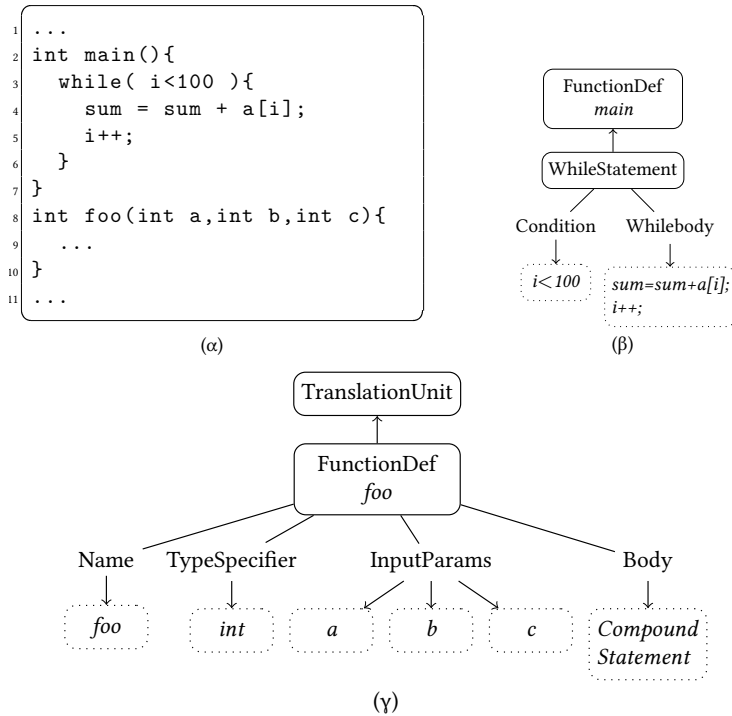 1 ...
2 int main(){
3 while( i<100 ){
4 sum = sum + a[i];
5 i++;
6 }
7 }
8 int foo(int a,int b,int c){
9 ...
10 }
11 ...
(α)
FunctionDef
main
WhileStatement
Condition Whilebody
i<100 sum=sum+a[i];
i++;
(β)
TranslationUnit
FunctionDef
foo
Name TypeSpecifier InputParams Body
foo int a b c Compound
Statement
(γ)